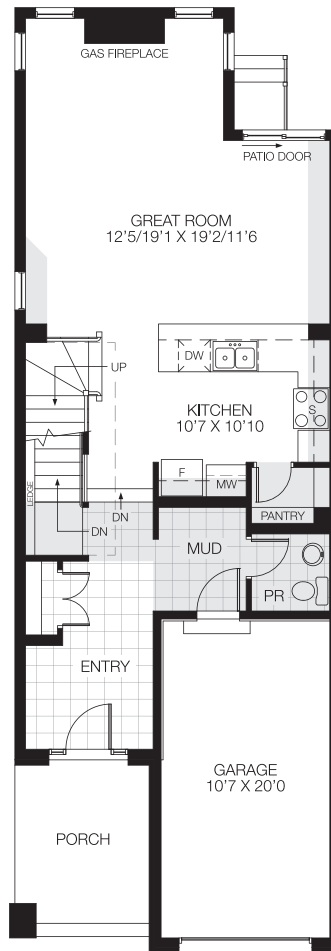 GAS FIREPLACE
PATIO DOOR
GREAT ROOM
12'5/19'1 X 19'2/11'6
DW
UP
KITCHEN
10'7 X 10'10
S
F
MW
LEDGE
DN
DN
PANTRY
MUD
PR
ENTRY
GARAGE
10'7 X 20'0
PORCH